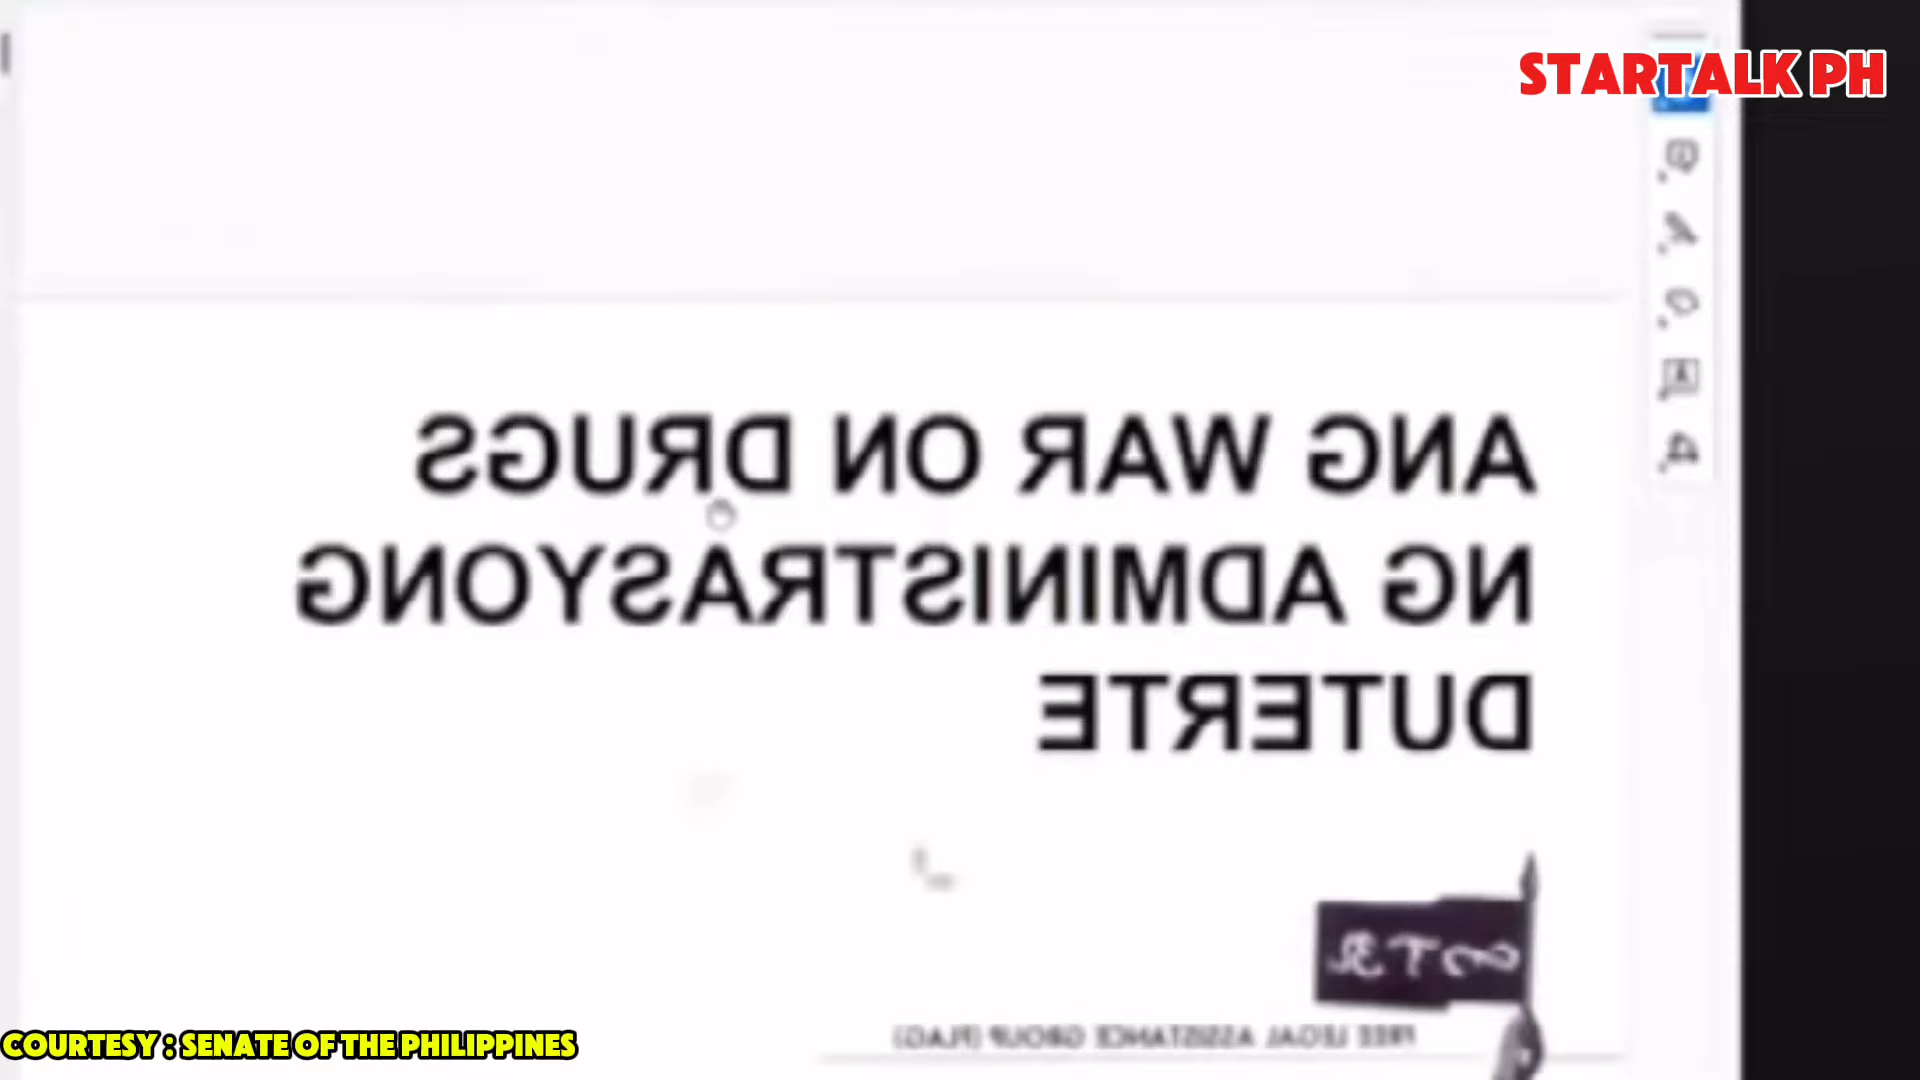 STARTALK PH
ANG WAR ON DRUGS
NG ADMINISTRASYONG
DUTERTE
FREE LEGAL ASSISTANCE GROUP (FLAG)
COURTESY : SENATE OF THE PHILIPPINES